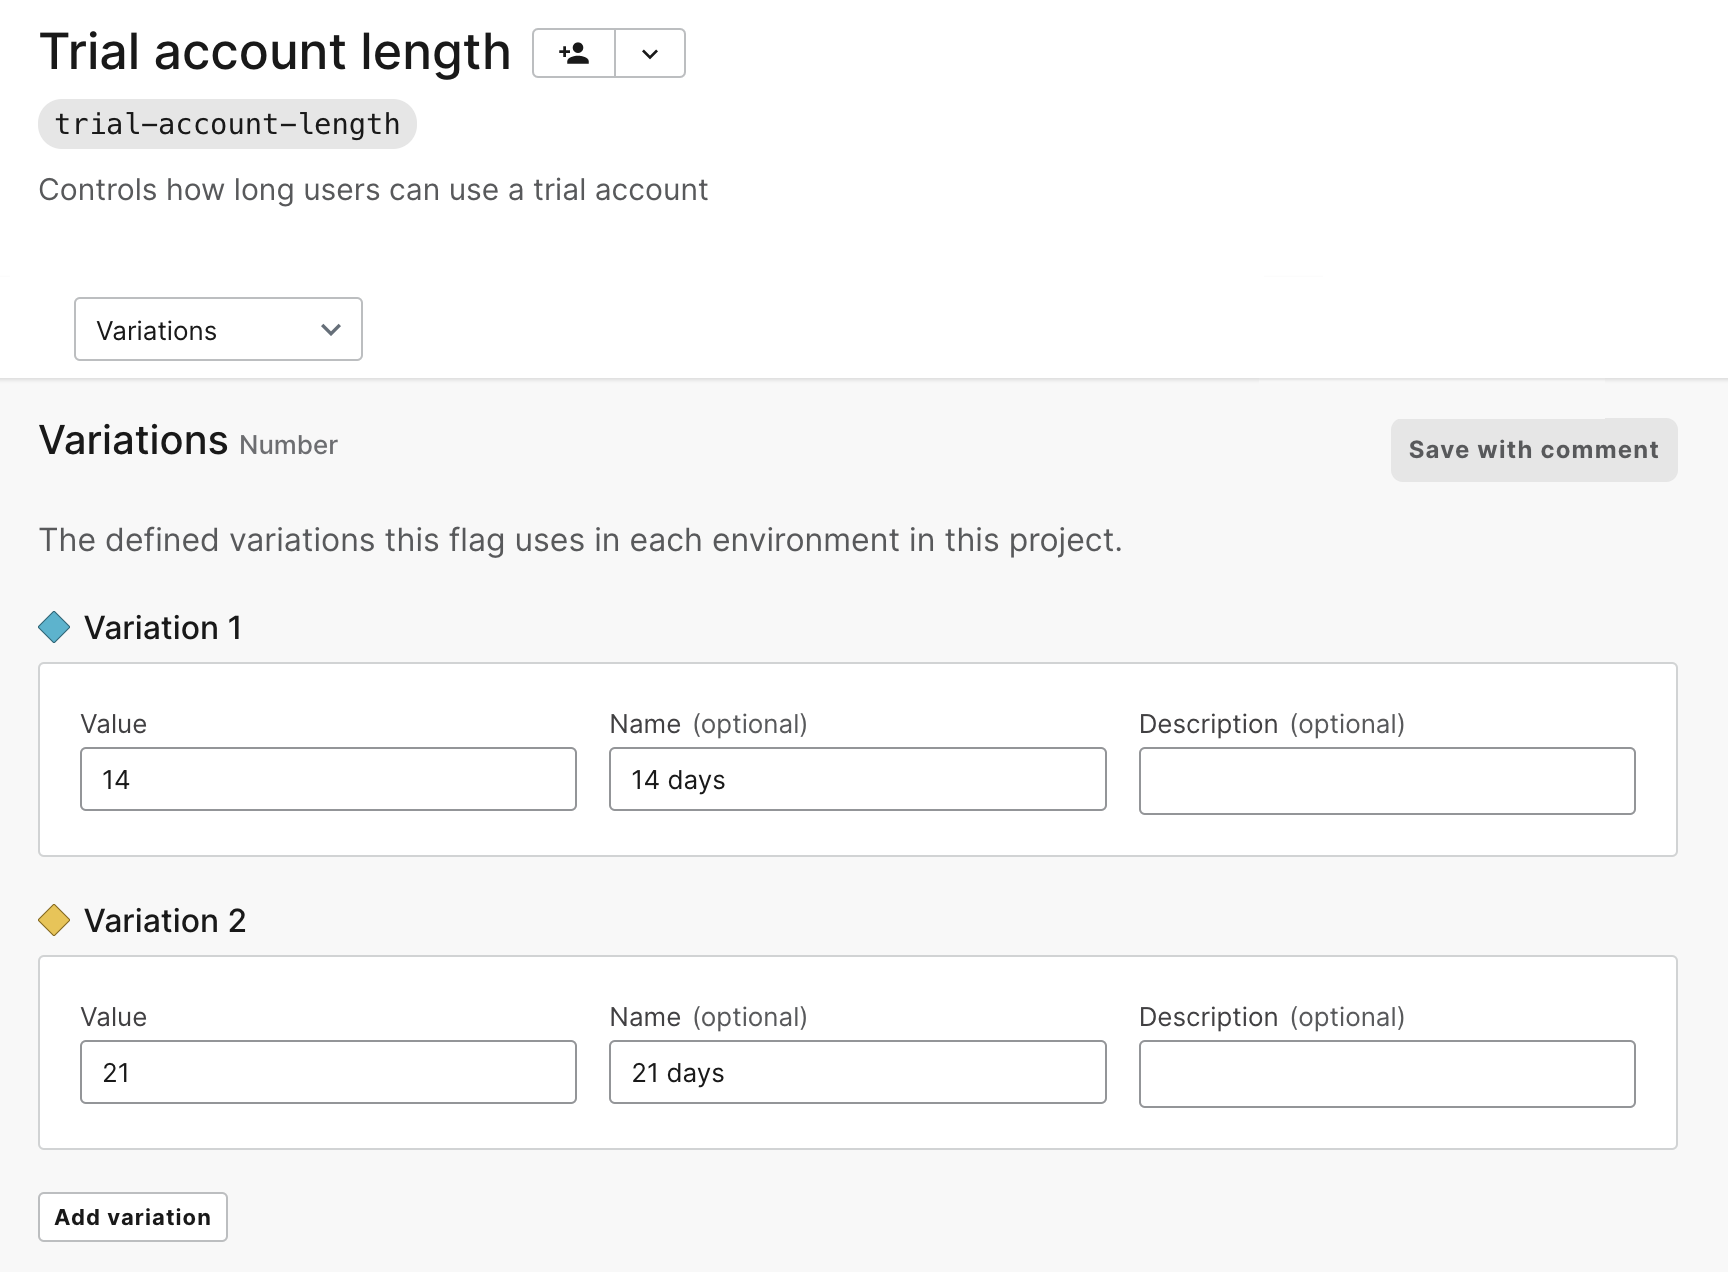 Trial account length
trial-account-length
Controls how long users can use a trial account
Variations
Variations Number
Save with comment
The defined variations this flag uses in each environment in this project.
Variation 1
Value Name (optional) Description (optional)
14 14 days
Variation 2
Value Name (optional) Description (optional)
21 21 days
Add variation